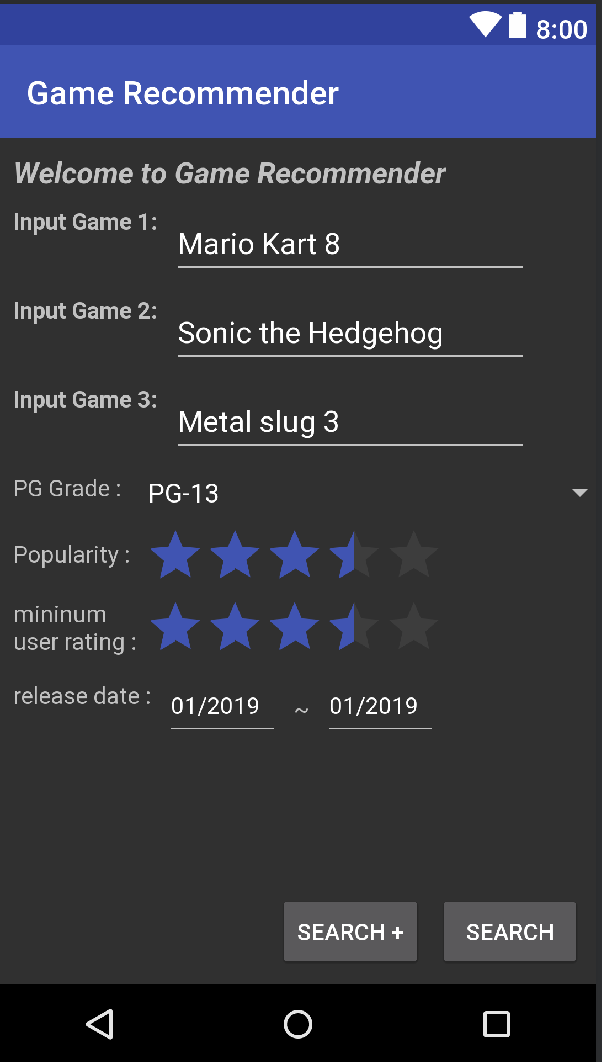 8:00
Game Recommender
Welcome to Game Recommender
Input Game 1:
Mario Kart 8
Input Game 2:
Sonic the Hedgehog
Input Game 3:
Metal slug 3
PG Grade : PG-13
Popularity :
mininum
user rating :
release date : 01/2019 ~ 01/2019
SEARCH + SEARCH